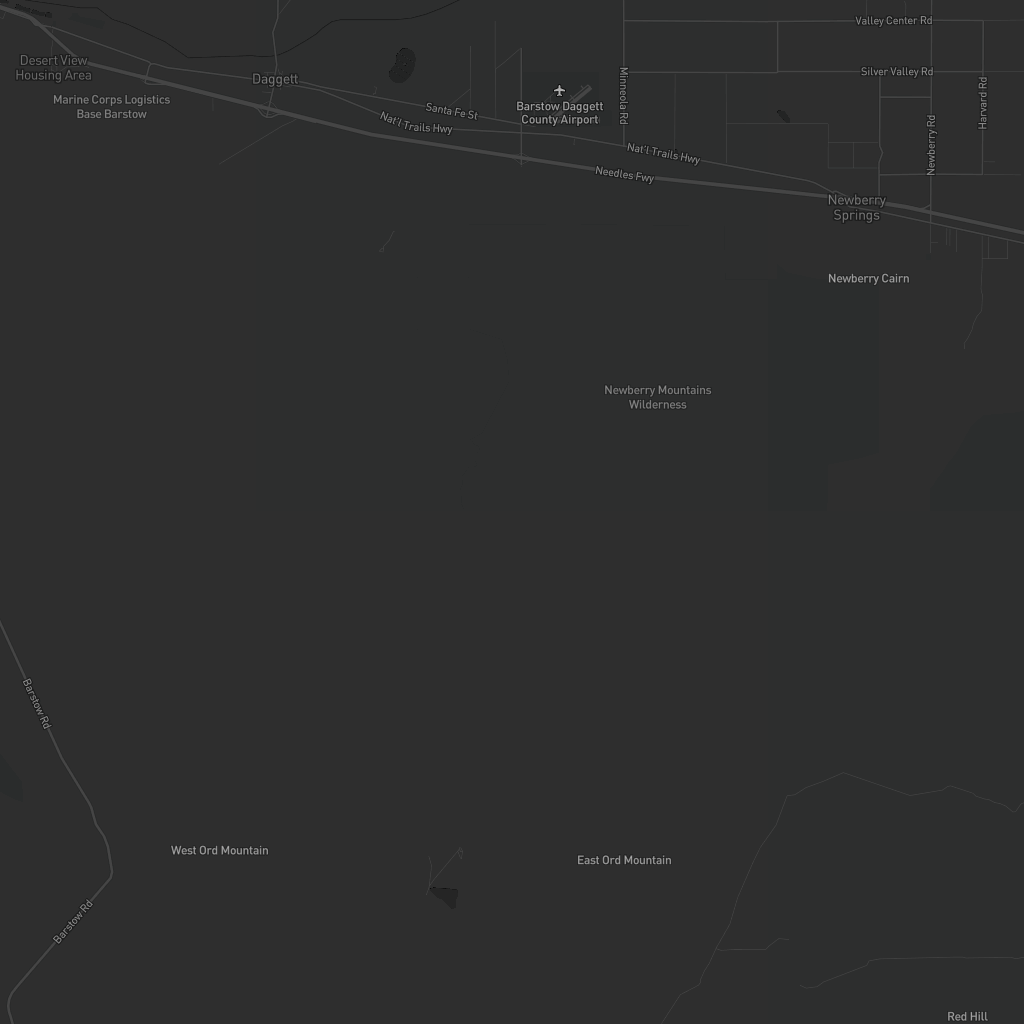 Valley Center Rd
Desert View
Housing Area
Daggett
Silver Valley Rd
Minneola Rd
Harvard Rd
Marine Corps Logistics
Base Barstow
Santa Fe St
Barstow Daggett
County Airport
Nat'l Trails Hwy
Newberry Rd
Nat'l Trails Hwy
Needles Fwy
Newberry
Springs
Newberry Cairn
Newberry Mountains
Wilderness
Barstow Rd
West Ord Mountain
East Ord Mountain
Barstow Rd
Red Hill